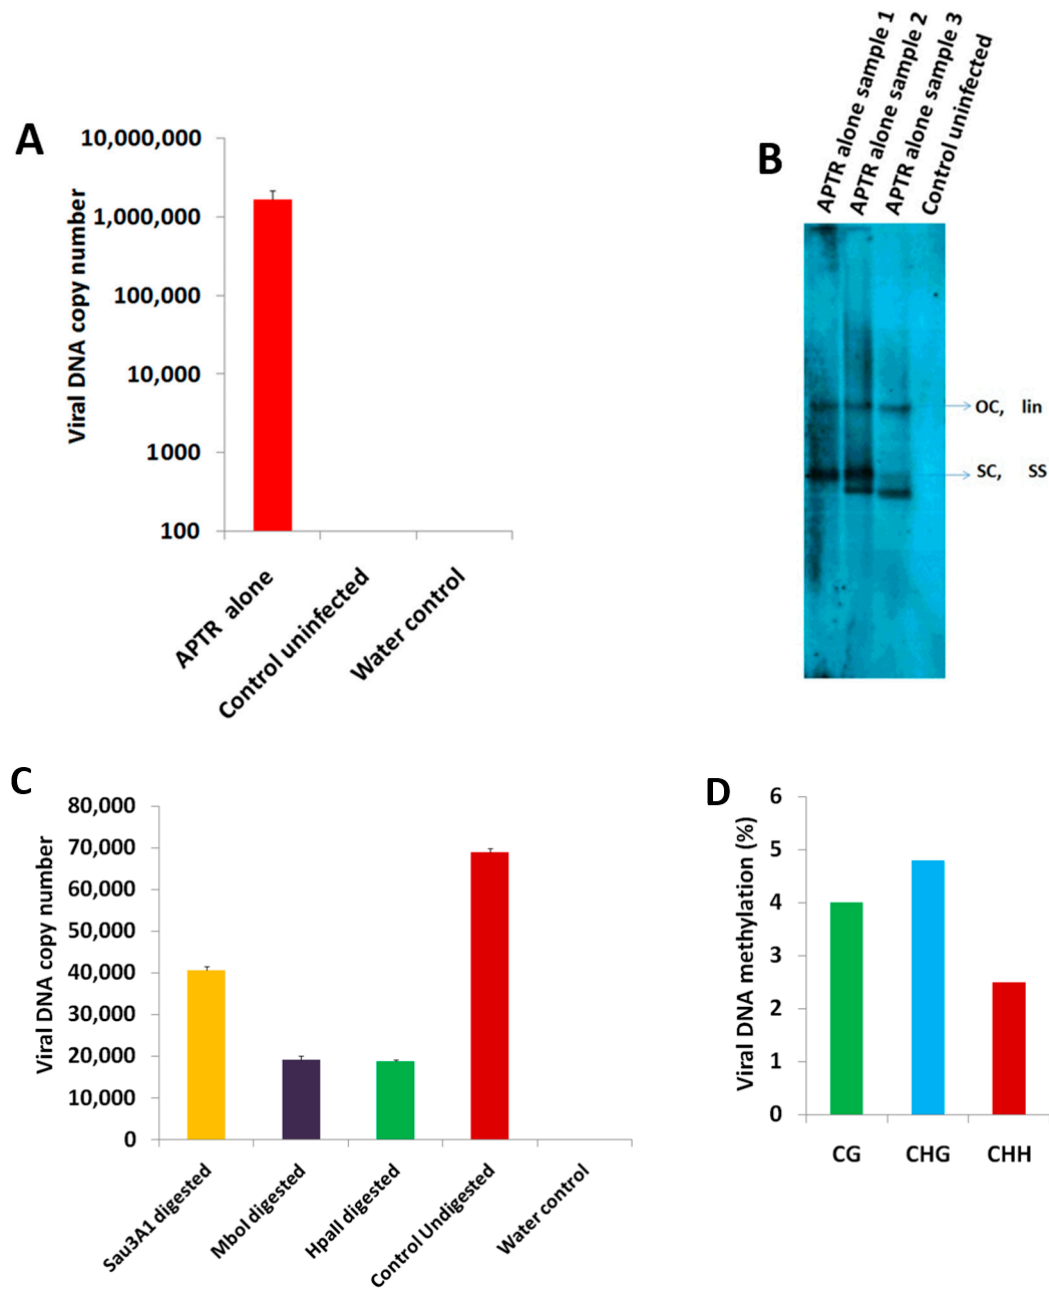 A
10,000,000
1,000,000
100,000
10,000
1000
100
Viral DNA copy number
APTR alone
Control uninfected
Water control
B
APTR alone sample 1
APTR alone sample 2
APTR alone sample 3
Control uninfected
OC, lin
SC, SS
C
80,000
70,000
60,000
50,000
40,000
30,000
20,000
10,000
0
Viral DNA copy number
Sau3A1 digested
MboI digested
HpaII digested
Control Undigested
Water control
D
6
5
4
3
2
1
0
Viral DNA methylation (%)
CG
CHG
CHH